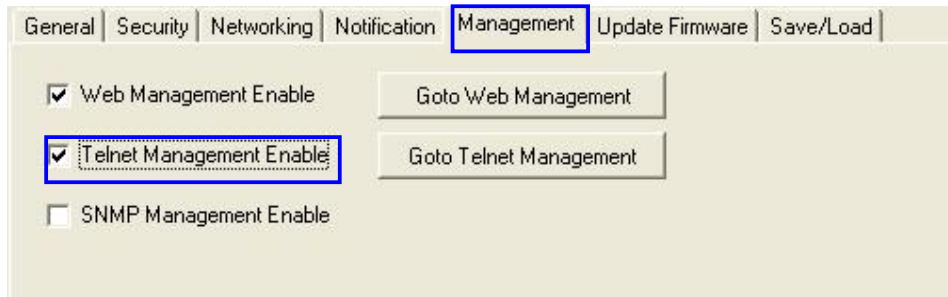 General Security Networking Notification Management Update Firmware Save/Load
Web Management Enable Goto Web Management
Telnet Management Enable Goto Telnet Management
SNMP Management Enable